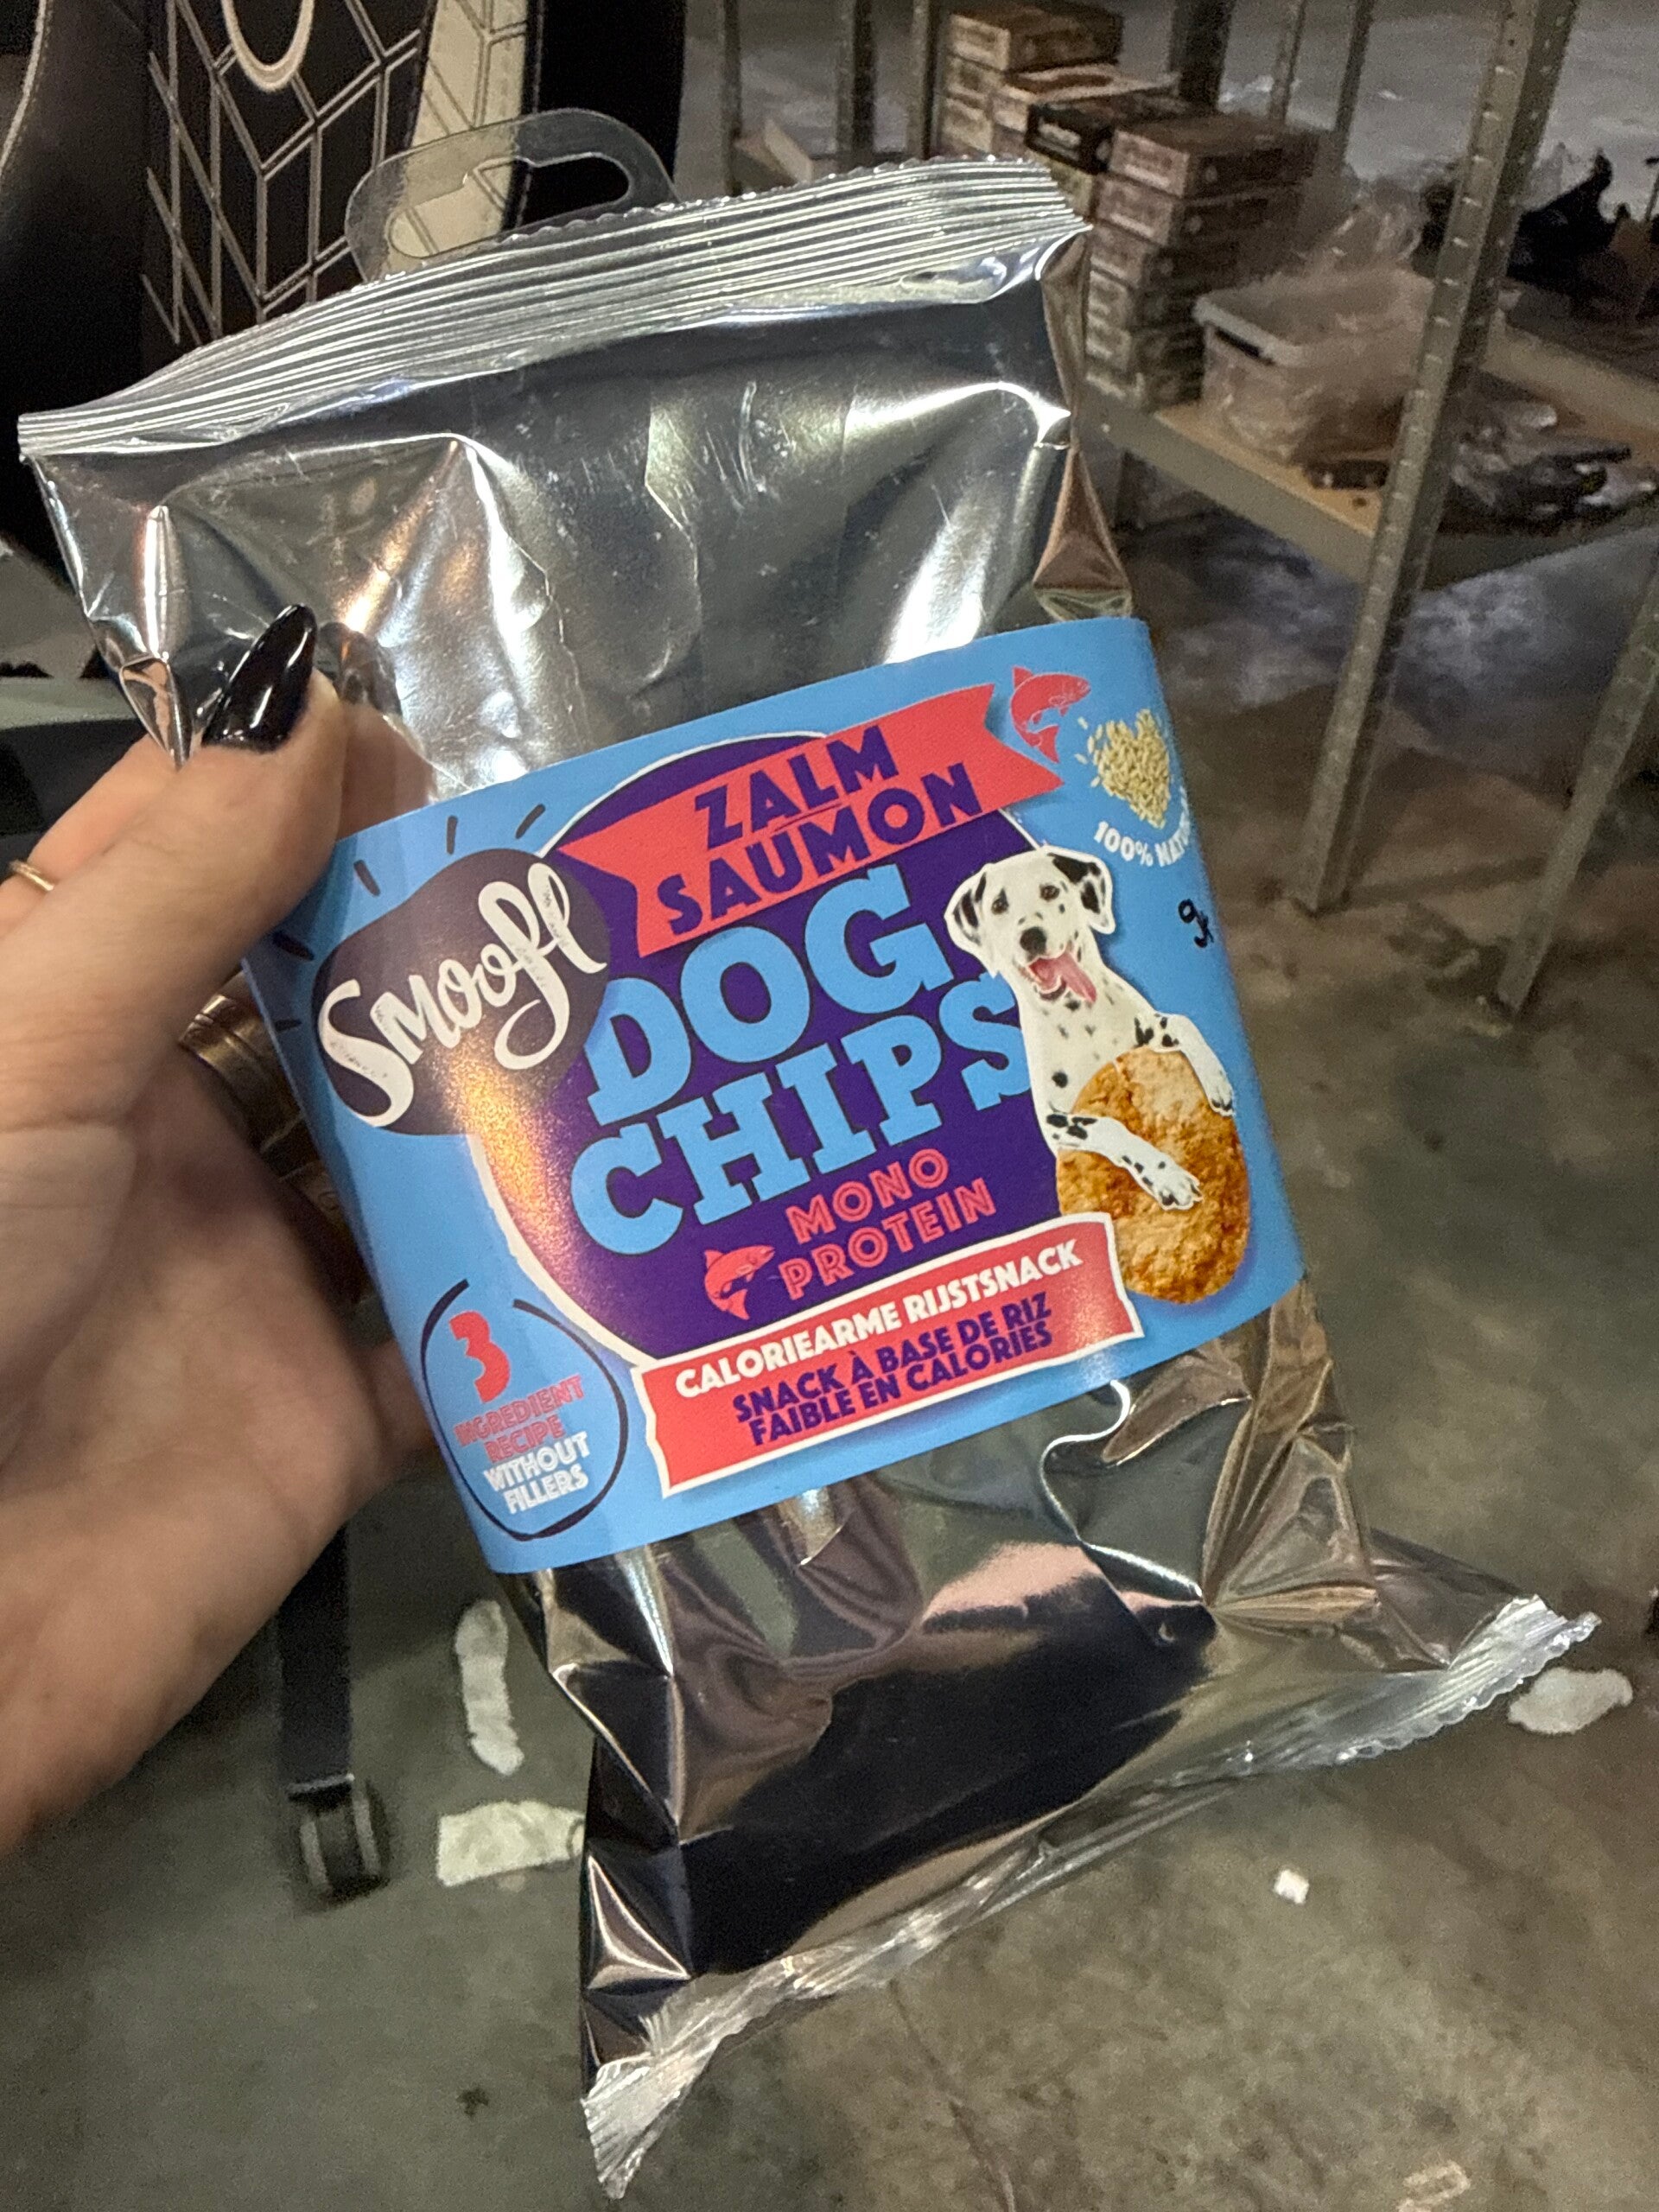 ZALM
SAUMON
Smoofl
DOG
CHIPS
MONO
PROTEIN
100%
CALORIEARME RIJSTSNACK
SNACK À BASE DE RIZ
FAIBLE EN CALORIES
3
INGREDIENT
RECIPE
WITHOUT
FILLERS